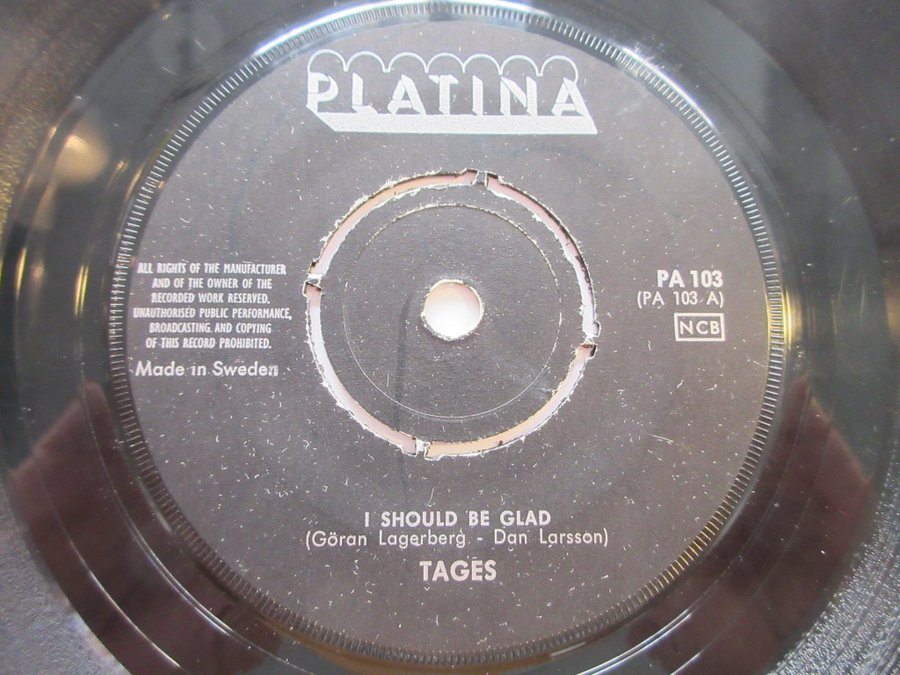 PLATINA
ALL RIGHTS OF THE MANUFACTURER
AND OF THE OWNER OF THE
RECORDED WORK RESERVED.
UNAUTHORISED PUBLIC PERFORMANCE,
BROADCASTING AND COPYING
OF THIS RECORD PROHIBITED.
Made in Sweden
PA 103
(PA 103 A)
NCB
I SHOULD BE GLAD
(Göran Lagerberg - Dan Larsson)
TAGES